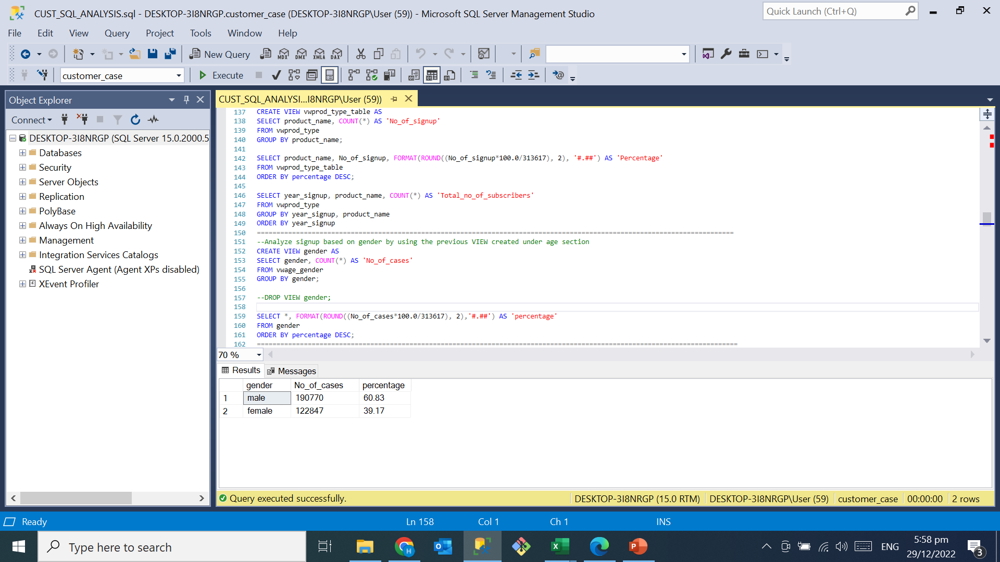 CUST_SQL_ANALYSIS.sql - DESKTOP-3I8NRGP.customer_case (DESKTOP-3I8NRGP\User (59)) - Microsoft SQL Server Management Studio
Quick Launch (Ctrl+Q)
File Edit View Query Project Tools Window Help
New Query MDX DMX XMLA DAX
customer_case Execute
Object Explorer
Connect
DESKTOP-3I8NRGP (SQL Server 15.0.2000.5
Databases
Security
Server Objects
Replication
PolyBase
Always On High Availability
Management
Integration Services Catalogs
SQL Server Agent (Agent XPs disabled)
XEvent Profiler
CUST_SQL_ANALYSI...I8NRGP\User (59))
137 CREATE VIEW vwprod_type_table AS
138 SELECT product_name, COUNT(*) AS 'No_of_signup'
139 FROM vwprod_type
140 GROUP BY product_name;
141
142 SELECT product_name, No_of_signup, FORMAT(ROUND((No_of_signup*100.0/313617), 2), '#.##') AS 'Percentage'
143 FROM vwprod_type_table
144 ORDER BY percentage DESC;
145
146 SELECT year_signup, product_name, COUNT(*) AS 'Total_no_of_subscribers'
147 FROM vwprod_type
148 GROUP BY year_signup, product_name
149 ORDER BY year_signup
150 ==========================================================================================================================
151 --Analyze signup based on gender by using the previous VIEW created under age section
152 CREATE VIEW gender AS
153 SELECT gender, COUNT(*) AS 'No_of_cases'
154 FROM vwage_gender
155 GROUP BY gender;
156
157 --DROP VIEW gender;
158
159 SELECT *, FORMAT(ROUND((No_of_cases*100.0/313617), 2),'#.##') AS 'percentage'
160 FROM gender
161 ORDER BY percentage DESC;
162 ===========================================================================================================================
70 %
Results Messages
gender No_of_cases percentage
1 male 190770 60.83
2 female 122847 39.17
Query executed successfully. DESKTOP-3I8NRGP (15.0 RTM) DESKTOP-3I8NRGP\User (59) customer_case 00:00:00 2 rows
Ready Ln 158 Col 1 Ch 1 INS
Type here to search
H
ENG
5:58 pm
29/12/2022
3